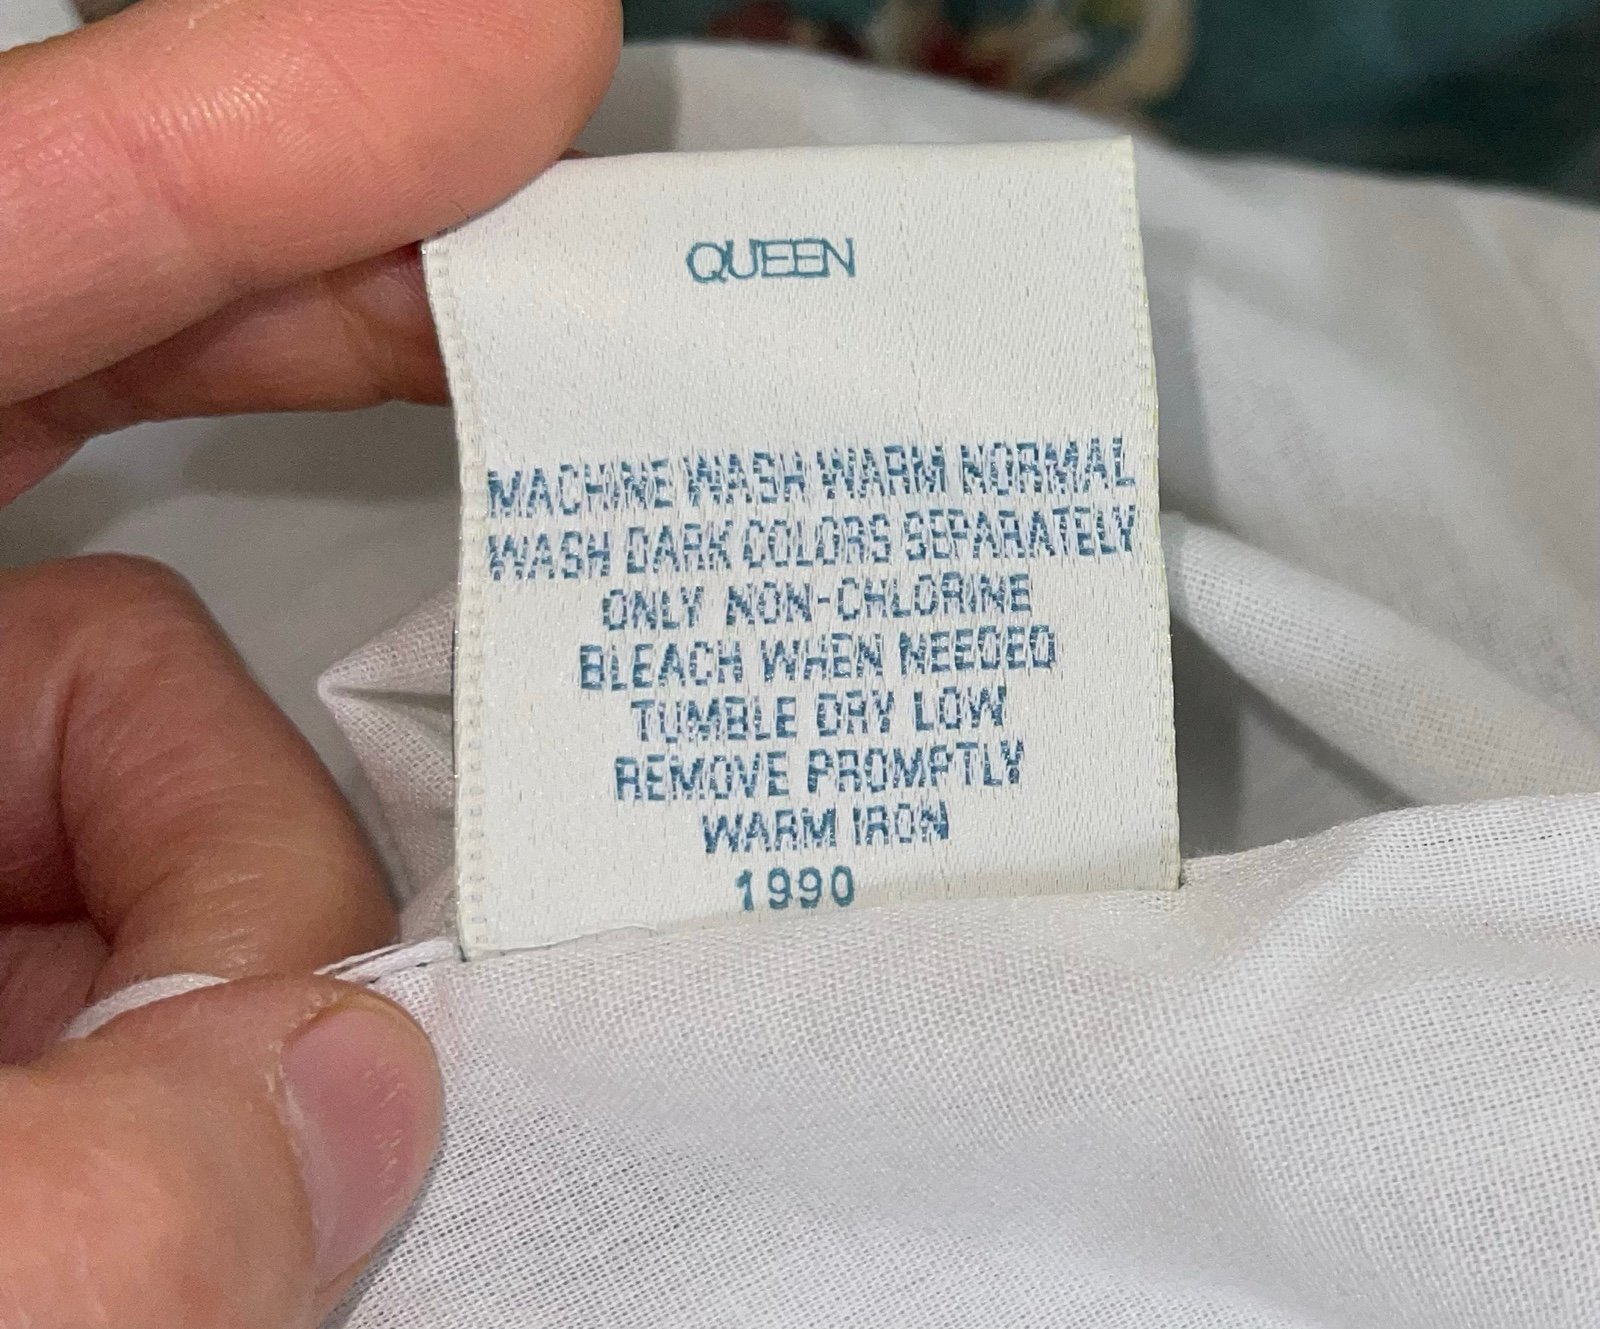 QUEEN
MACHINE WASH WARM NORMAL
WASH DARK COLORS SEPARATELY
ONLY NON-CHLORINE
BLEACH WHEN NEEDED
TUMBLE DRY LOW
REMOVE PROMPTLY
WARM IRON
1990